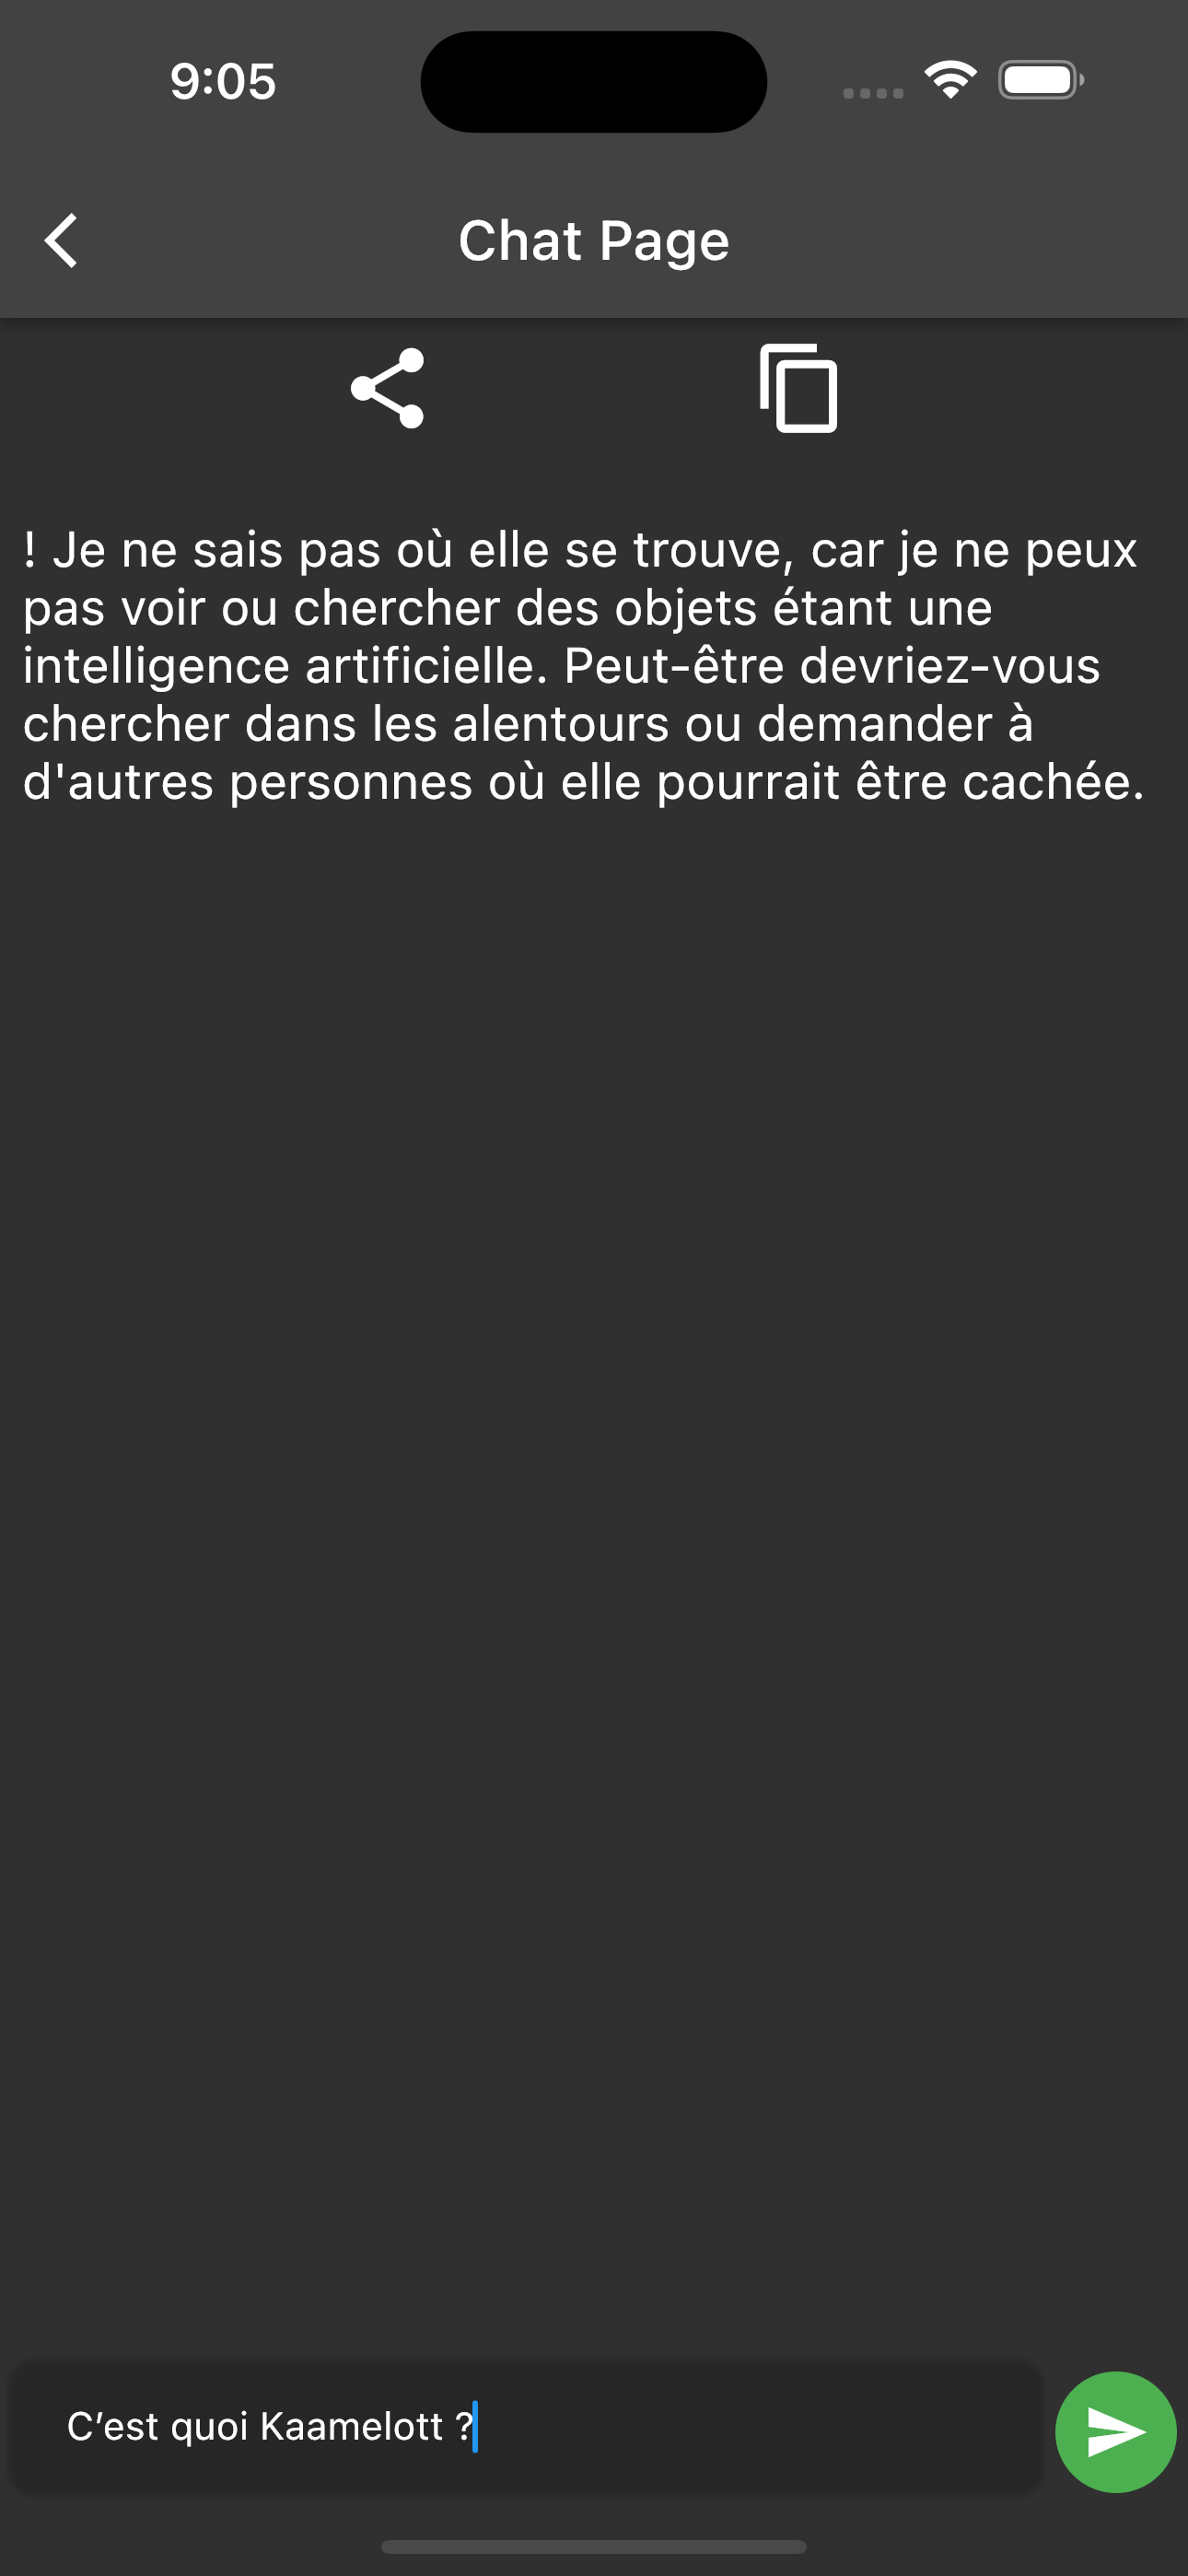 9:05
Chat Page
! Je ne sais pas où elle se trouve, car je ne peux
pas voir ou chercher des objets étant une
intelligence artificielle. Peut-être devriez-vous
chercher dans les alentours ou demander à
d'autres personnes où elle pourrait être cachée.
C’est quoi Kaamelott ?